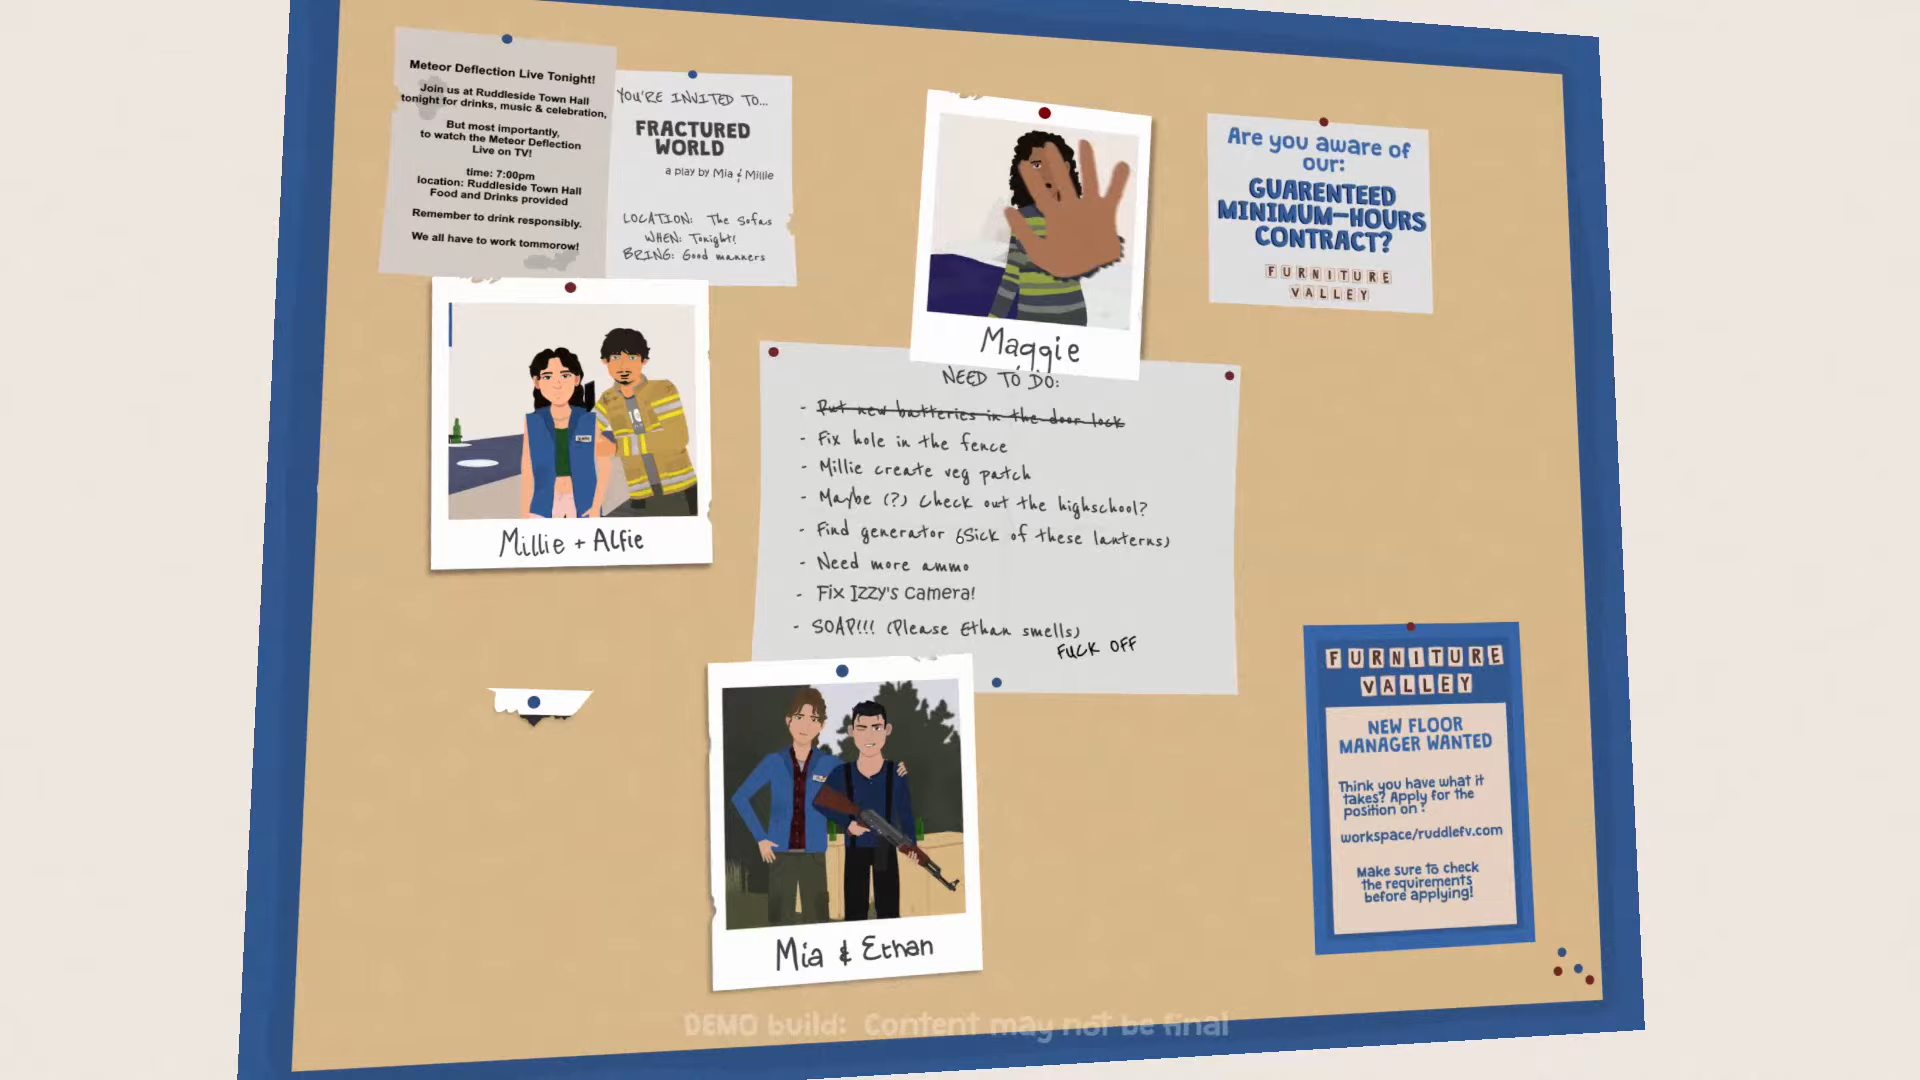 Meteor Deflection Live Tonight!
Join us at Ruddleside Town Hall
tonight for drinks, music & celebration,
But most importantly,
to watch the Meteor Deflection
Live on TV!
time: 7:00pm
location: Ruddleside Town Hall
Food and Drinks provided
Remember to drink responsibly.
We all have to work tommorow!
YOU'RE INVITED TO...
FRACTURED
WORLD
a play by Mia & Millie
LOCATION: The Sofas
WHEN: Tonight!
BRING: Good manners
Maggie
Are you aware of
our:
GUARENTEED
MINIMUM-HOURS
CONTRACT?
FURNITURE
VALLEY
Millie + Alfie
NEED TO DO:
- Put new batteries in the door lock
- Fix hole in the fence
- Millie create veg patch
- Maybe (?) Check out the highschool?
- Find generator (Sick of these lanterns)
- Need more ammo
- Fix Izzy's camera!
- SOAP!!! (Please Ethan smells)
FUCK OFF
Mia & Ethan
FURNITURE
VALLEY
NEW FLOOR
MANAGER WANTED
Think you have what it
takes? Apply for the
position on:
workspace/ruddlefv.com
Make sure to check
the requirements
before applying!
DEMO build: Content may not be final